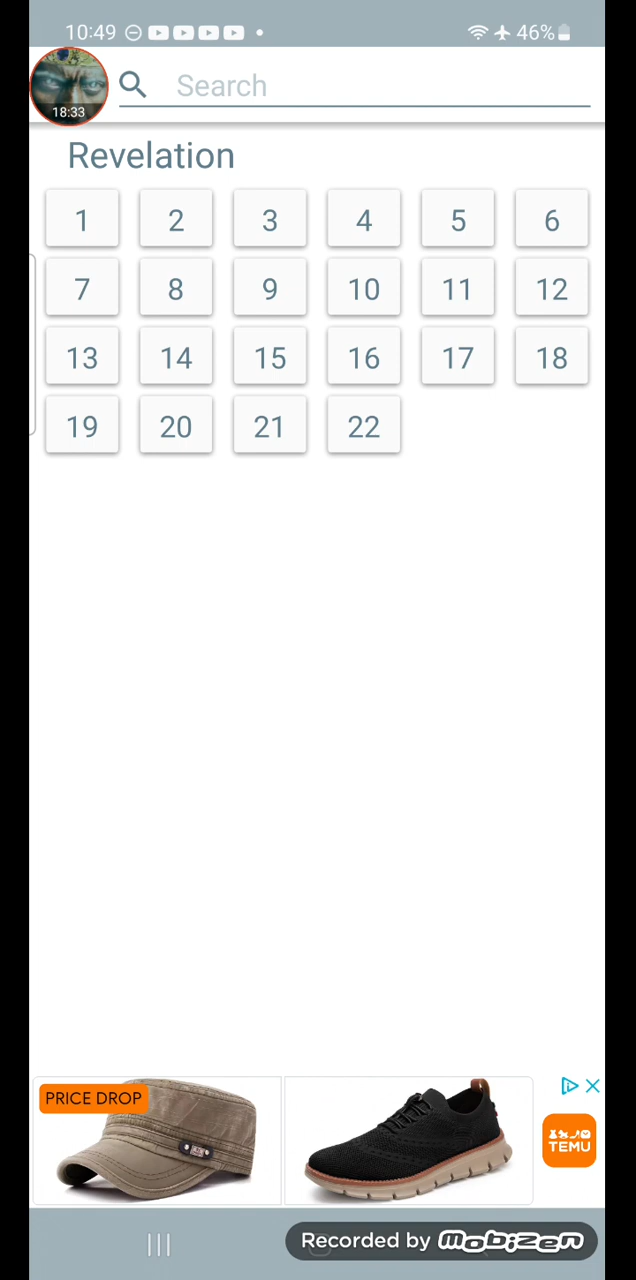 10:49
46%
18:33
Search
Revelation
1 2 3 4 5 6
7 8 9 10 11 12
13 14 15 16 17 18
19 20 21 22
PRICE DROP
TEMU
Recorded by mobizen